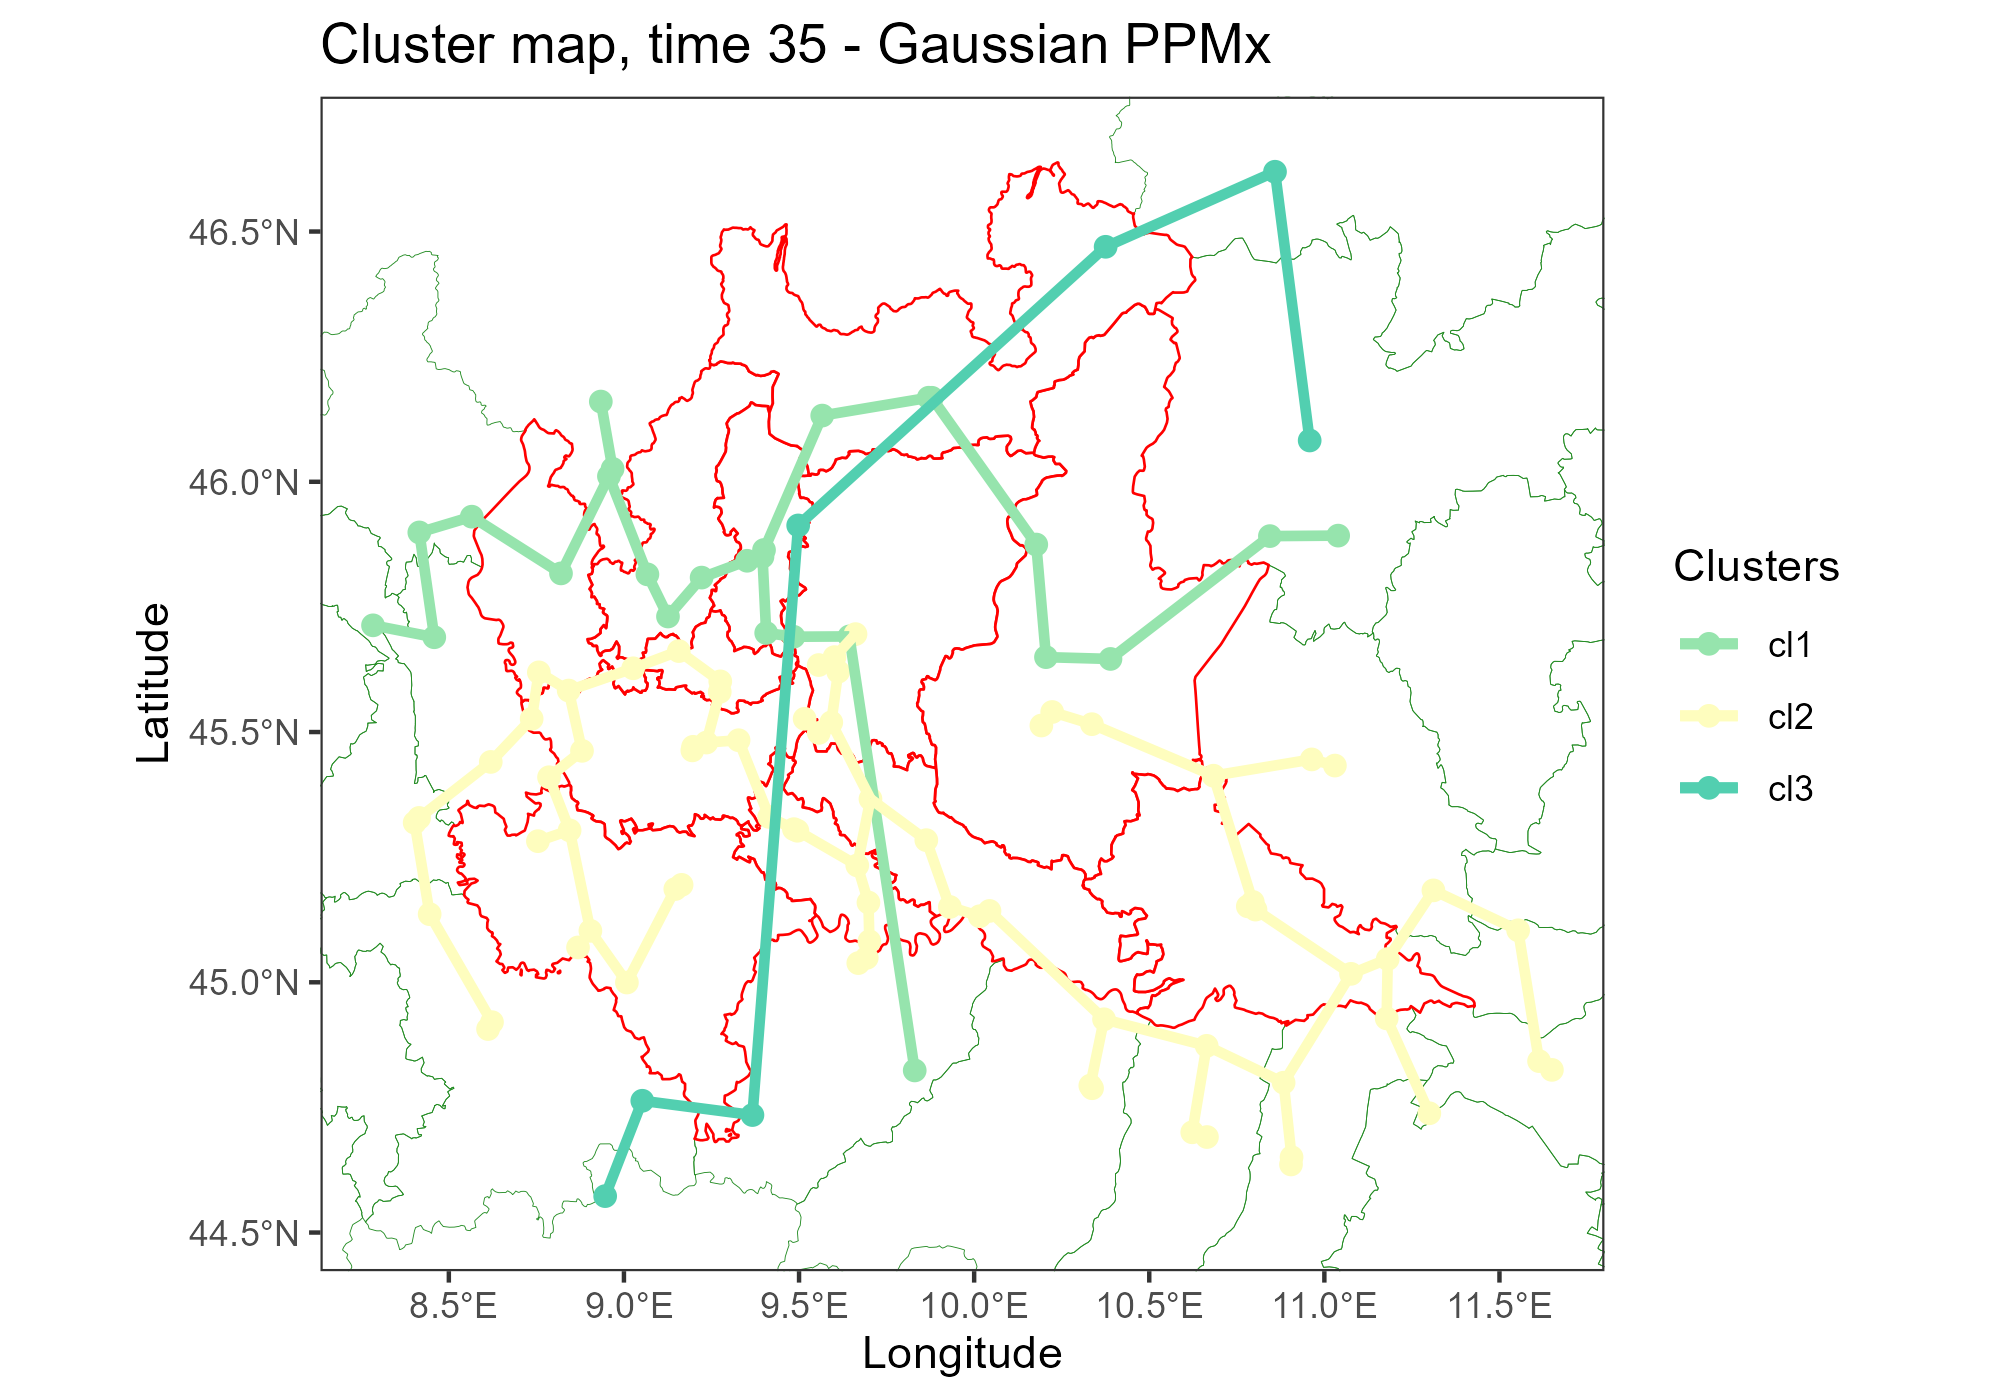 Cluster map, time 35 - Gaussian PPMx
46.5°N
46.0°N
45.5°N
45.0°N
44.5°N
Latitude
8.5°E
9.0°E
9.5°E
10.0°E
10.5°E
11.0°E
11.5°E
Longitude
Clusters
cl1
cl2
cl3